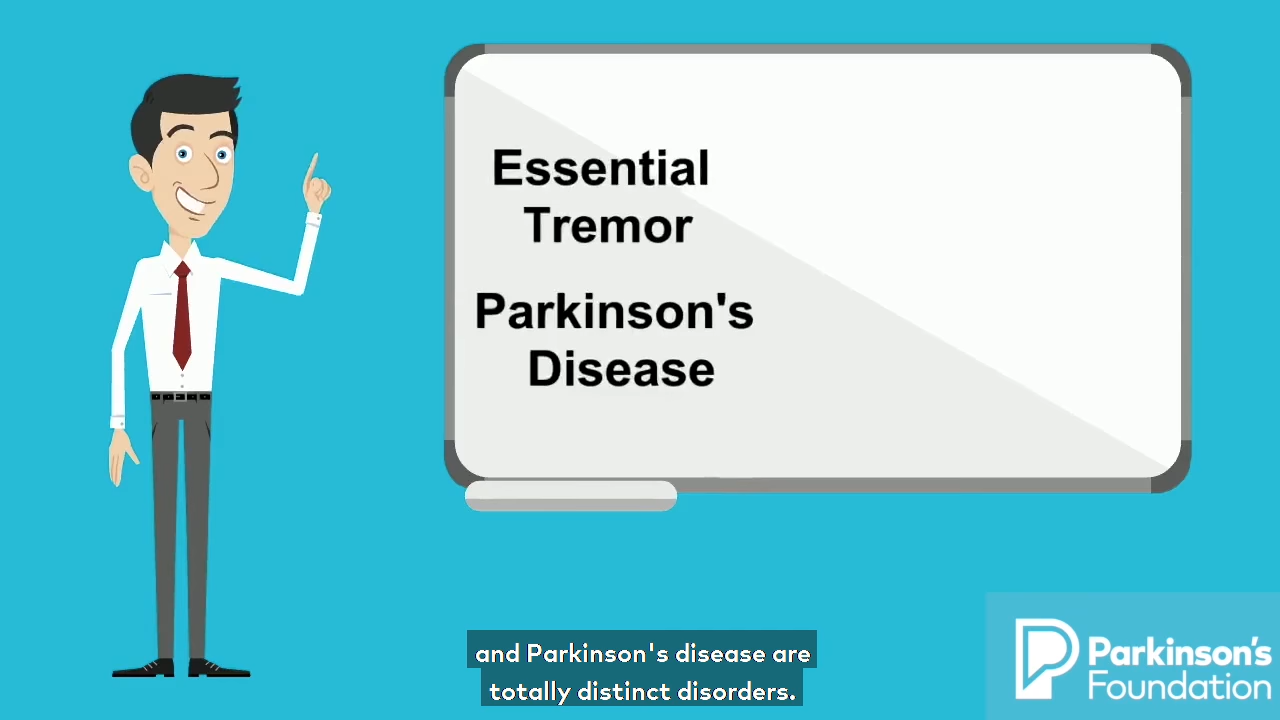 Essential
Tremor
Parkinson's
Disease
and Parkinson's disease are
totally distinct disorders.
Parkinson's
Foundation